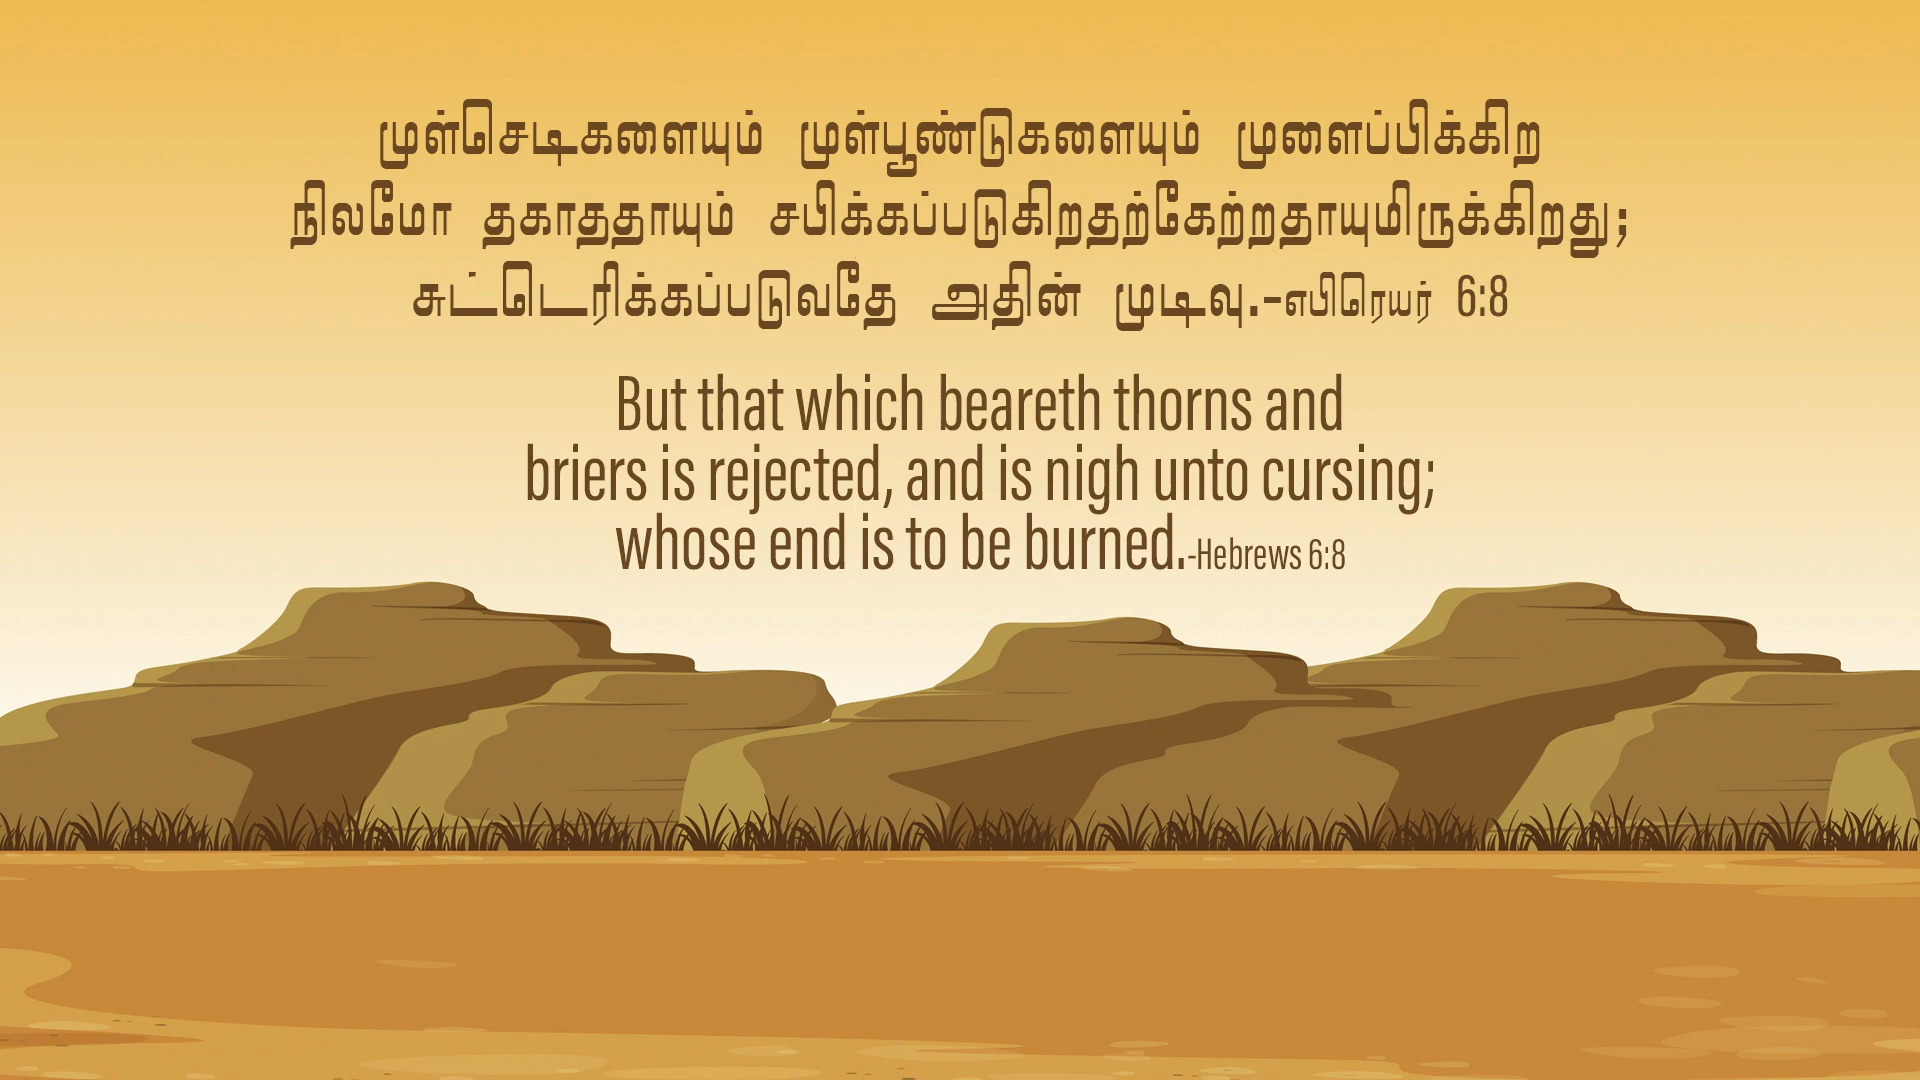 முள்செடிகளையும் முள்பூண்டுகளையும் முளைப்பிக்கிற
நிலமோ தகாததாயும் சபிக்கப்படுகிறதற்கேற்றதாயுமிருக்கிறது;
சுட்டெரிக்கப்படுவதே அதின் முடிவு.-எபிரெயர் 6:8
But that which beareth thorns and
briers is rejected, and is nigh unto cursing;
whose end is to be burned.-Hebrews 6:8